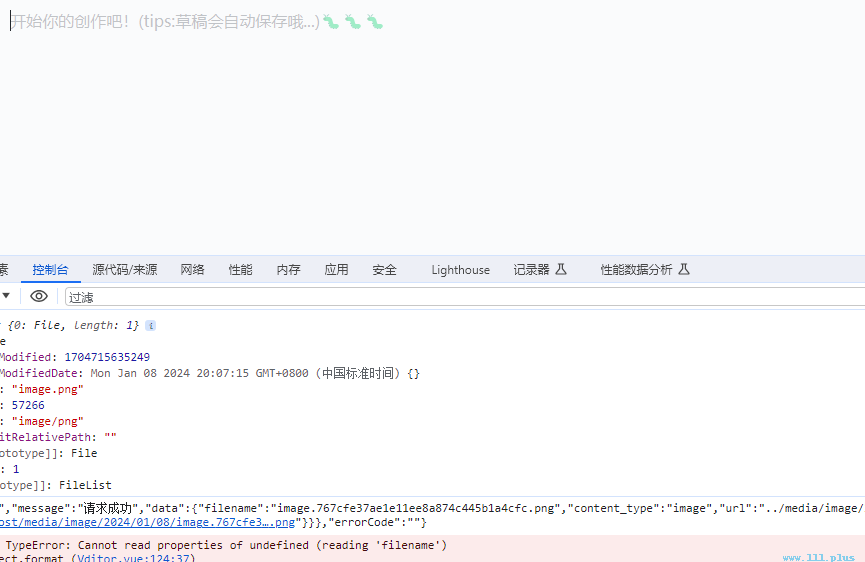 开始你的创作吧！(tips:草稿会自动保存哦...)
素 控制台 源代码/来源 网络 性能 内存 应用 安全 Lighthouse 记录器 性能数据分析
过滤
{0: File, length: 1} i
e
Modified: 1704715635249
ModifiedDate: Mon Jan 08 2024 20:07:15 GMT+0800 (中国标准时间) {}
: "image.png"
: 57266
: "image/png"
itRelativePath: ""
ototype]]: File
: 1
otype]]: FileList
","message":"请求成功","data":{"filename":"image.767cfe37ae1e11ee8a874c445b1a4cfc.png","content_type":"image","url":"../media/image/
ost/media/image/2024/01/08/image.767cfe3….png"}}},"errorCode":""}
TypeError: Cannot read properties of undefined (reading 'filename')
ect.format (Vditor.vue:124:37)
www.111.plus